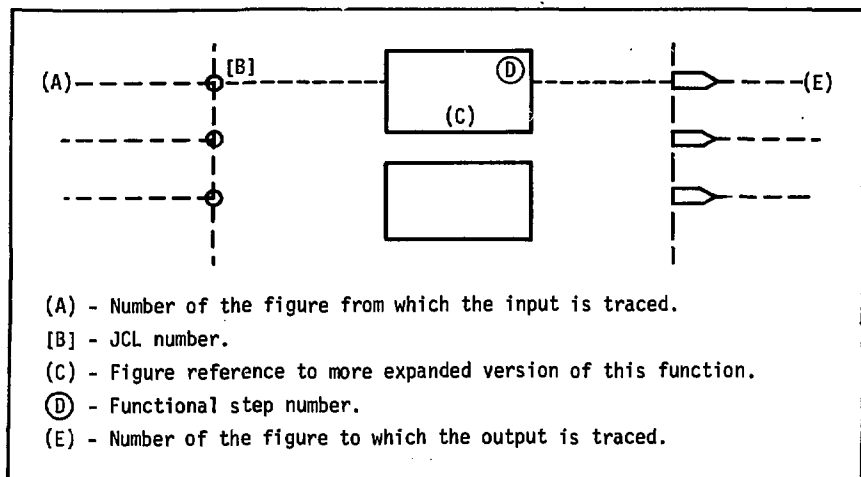 (A) [B] Ⓓ (E)
(C)
(A) - Number of the figure from which the input is traced.
[B] - JCL number.
(C) - Figure reference to more expanded version of this function.
Ⓓ - Functional step number.
(E) - Number of the figure to which the output is traced.